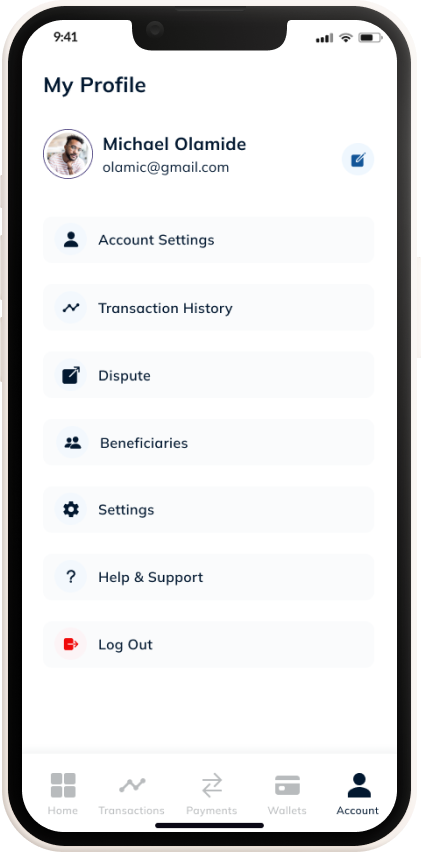 9:41
My Profile
Michael Olamide
olamic@gmail.com
Account Settings
Transaction History
Dispute
Beneficiaries
Settings
?
Help & Support
Log Out
Home Transactions Payments Wallets Account